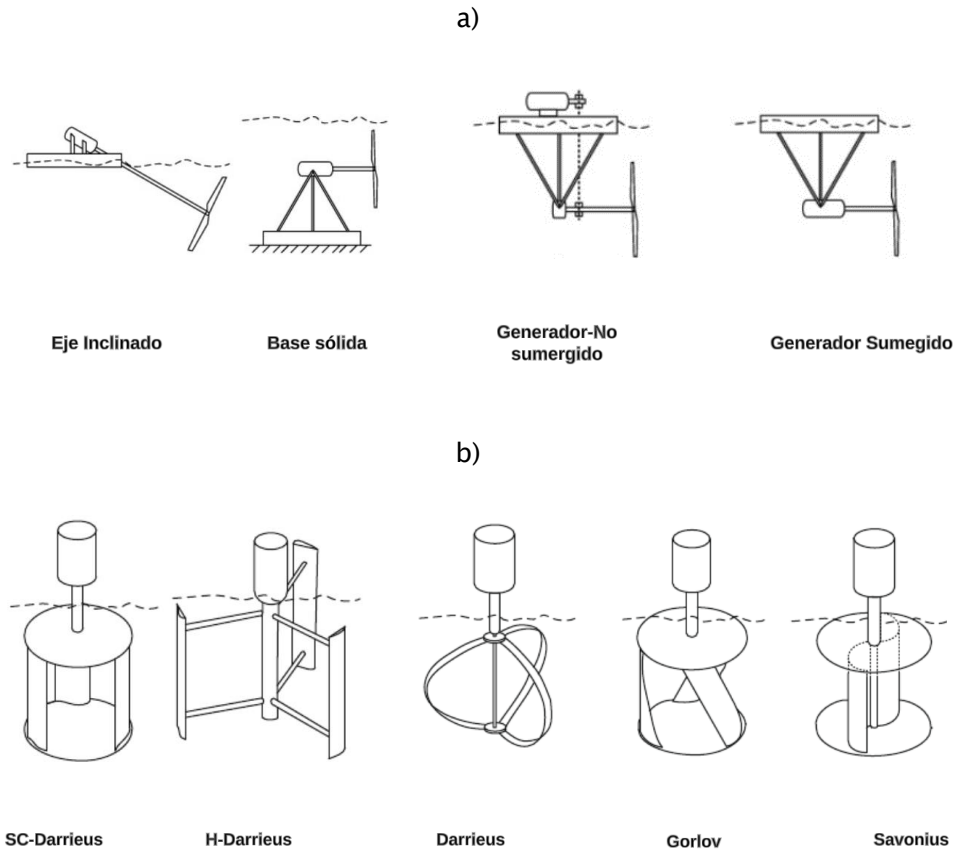 a)
Eje Inclinado
Base sólida
Generador-No
sumergido
Generador Sumegido
b)
SC-Darrieus
H-Darrieus
Darrieus
Gorlov
Savonius